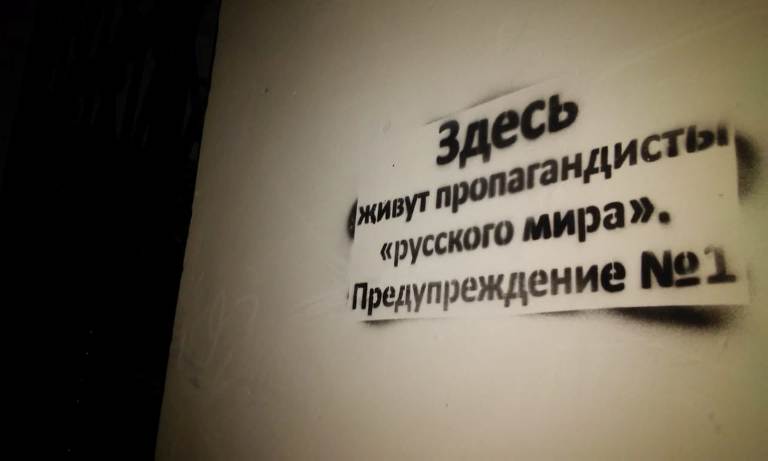 Здесь
живут пропагандисты
«русского мира».
Предупреждение №1